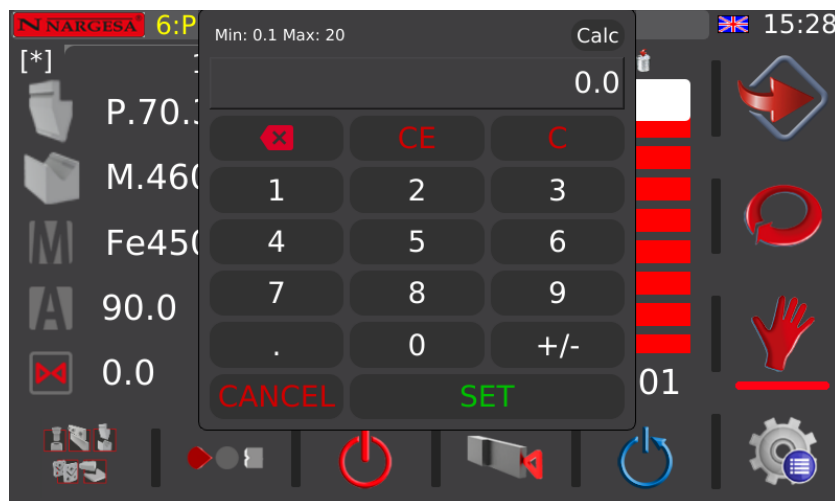 N NARGESA 6:P 15:28
[*]
Min: 0.1 Max: 20 Calc
0.0
CE C
P.70.
M.460
Fe450
90.0
0.0
1 2 3
4 5 6
7 8 9
. 0 +/-
CANCEL SET
01
M
A